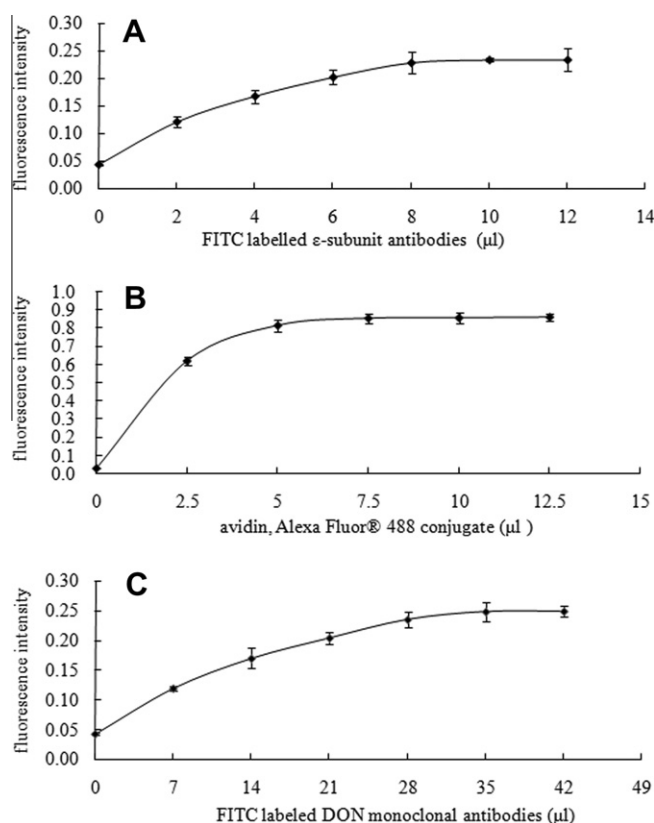 A
fluorescence intensity
0.30
0.25
0.20
0.15
0.10
0.05
0.00
0 2 4 6 8 10 12 14
FITC labelled ε-subunit antibodies (μl)
B
fluorescence intensity
1.0
0.9
0.8
0.7
0.6
0.5
0.4
0.3
0.2
0.1
0.0
0 2.5 5 7.5 10 12.5 15
avidin, Alexa Fluor® 488 conjugate (μl )
C
fluorescence intensity
0.30
0.25
0.20
0.15
0.10
0.05
0.00
0 7 14 21 28 35 42 49
FITC labeled DON monoclonal antibodies (μl)